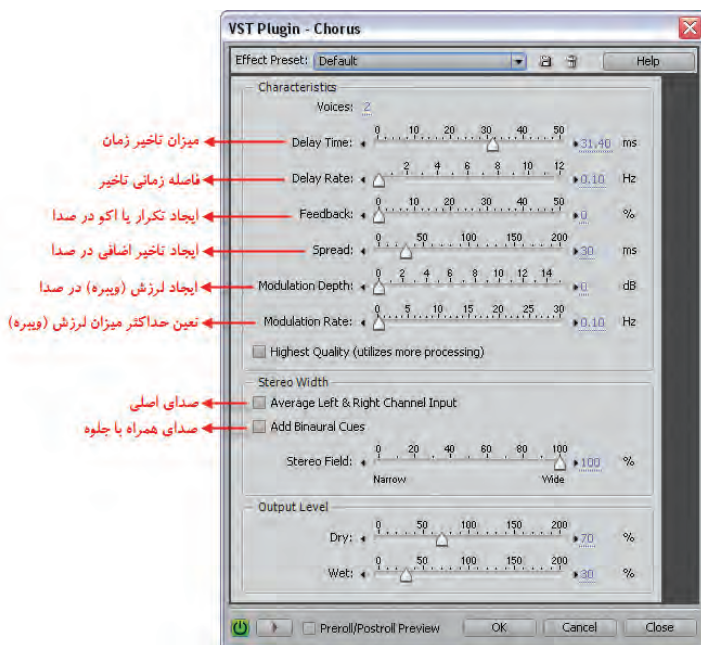 VST Plugin - Chorus
Effect Preset: Default Help
Characteristics
Voices: 2
0 10 20 30 40 50
میزان تاخیر زمان Delay Time: 31.40 ms
2 4 6 8 10 12
فاصله زمانی تاخیر Delay Rate: 0.10 Hz
0 10 20 30 40 50
ایجاد تکرار یا اکو در صدا Feedback: 0 %
0 50 100 150 200
ایجاد تاخیر اضافی در صدا Spread: 30 ms
0 2 4 6 8 10 12 14
ایجاد لرزش (ویبره) در صدا Modulation Depth: 0 dB
0 5 10 15 20 25 30
تعین حداکثر میزان لرزش (ویبره) Modulation Rate: 0.10 Hz
Highest Quality (utilizes more processing)
Stereo Width
صدای اصلی Average Left & Right Channel Input
صدای همراه با جلوه Add Binaural Cues
0 20 40 60 80 100
Stereo Field: 100 %
Narrow Wide
Output Level
0 50 100 150 200
Dry: 70 %
0 50 100 150 200
Wet: 30 %
Preroll/Postroll Preview OK Cancel Close